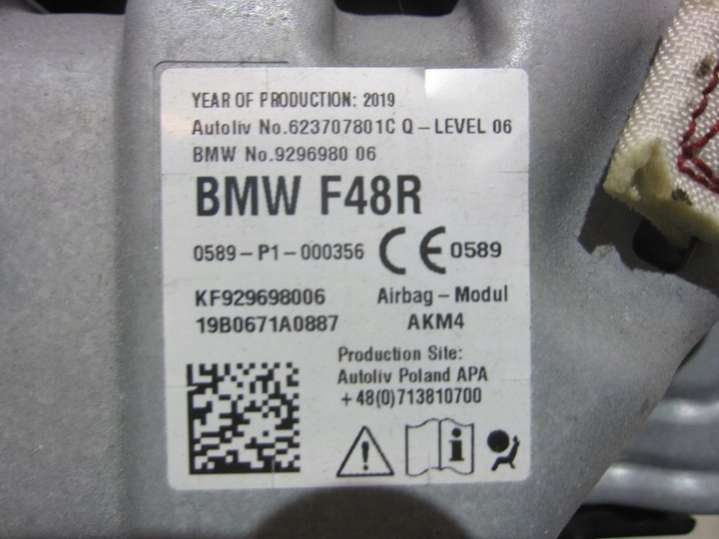 YEAR OF PRODUCTION: 2019
Autoliv No.623707801C Q-LEVEL 06
BMW No.9296980 06
BMW F48R
0589-P1-000356 CE 0589
KF929698006 Airbag-Modul
19B0671A0887 AKM4
Production Site:
Autoliv Poland APA
+48(0)713810700